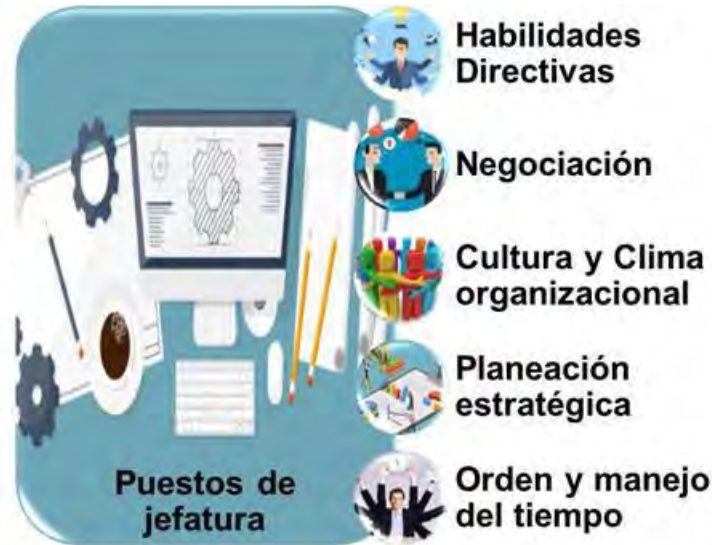 Habilidades
Directivas
Negociación
Cultura y Clima
organizacional
Planeación
estratégica
Orden y manejo
del tiempo
Puestos de
jefatura